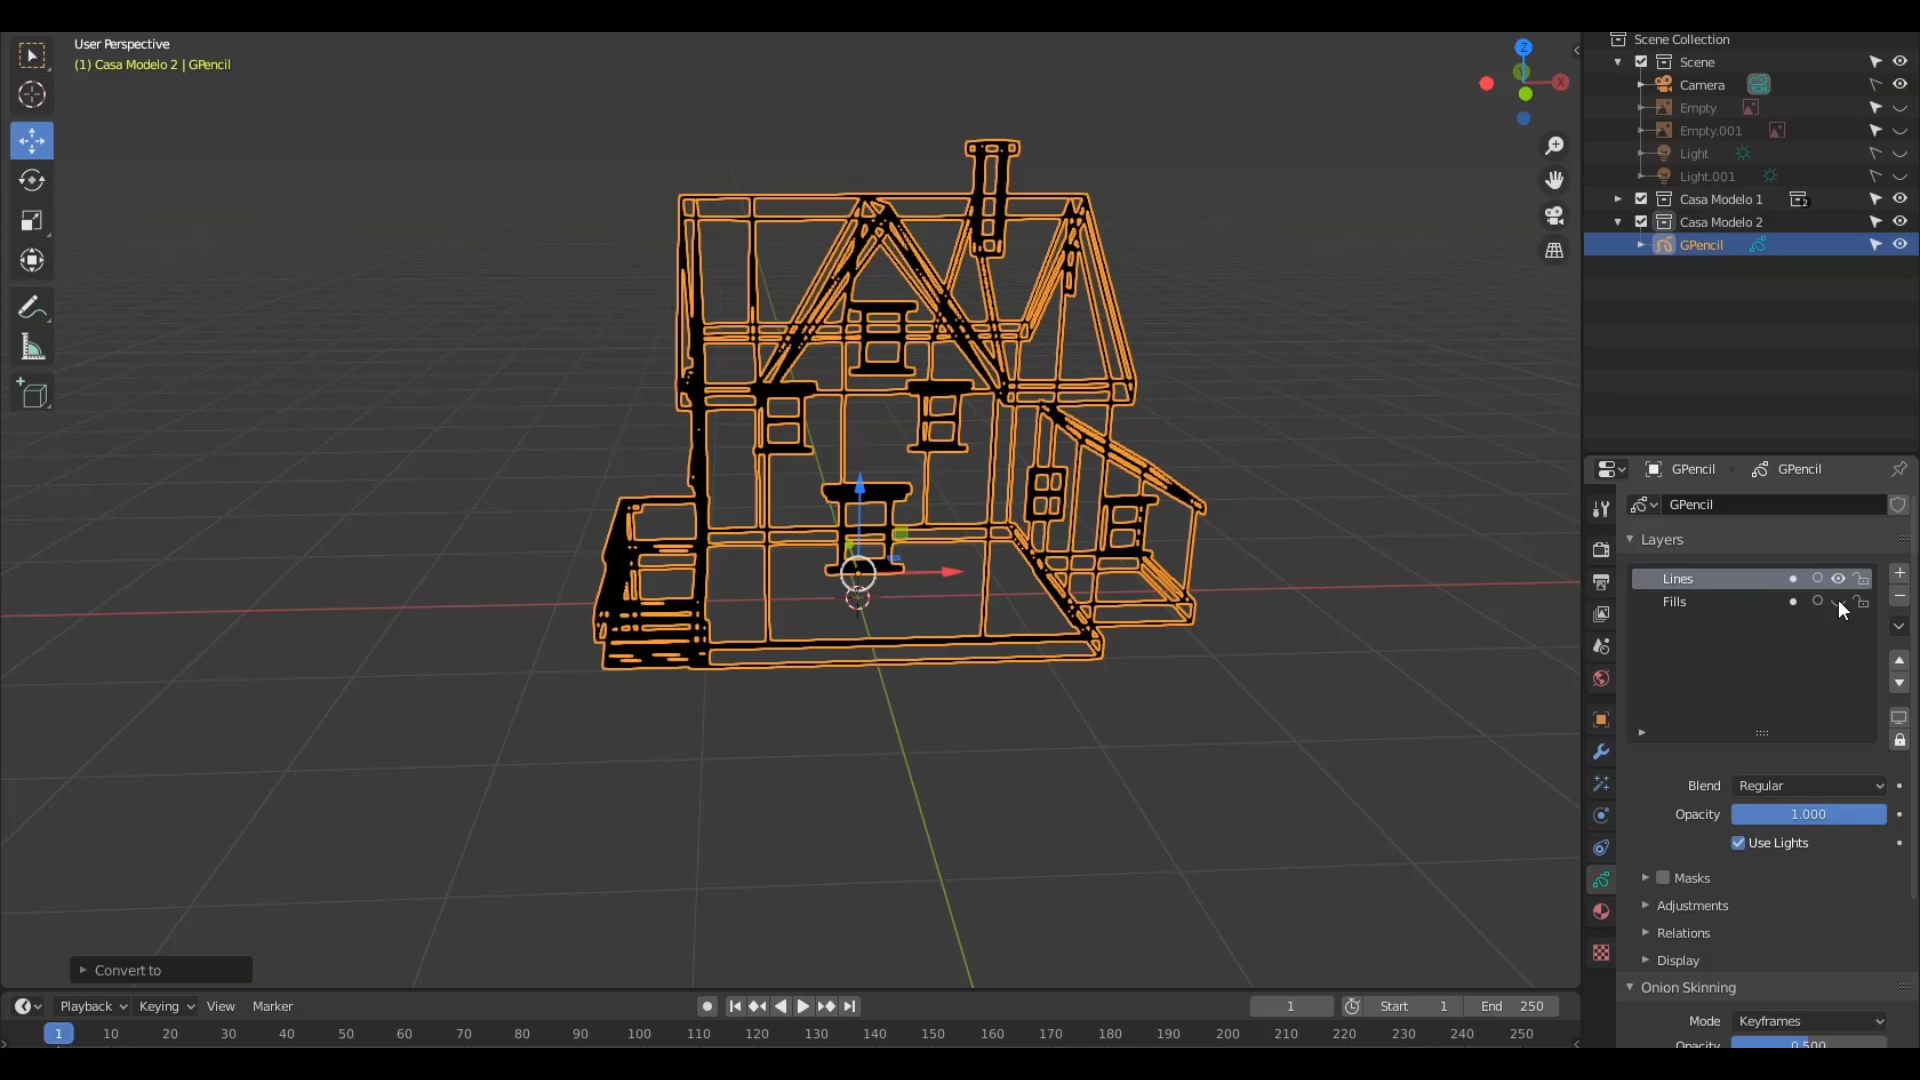 User Perspective
(1) Casa Modelo 2 | GPencil
Z
X
Scene Collection
Scene
Camera
Empty
Empty.001
Light
Light.001
Casa Modelo 1
2
Casa Modelo 2
GPencil
GPencil
GPencil
GPencil
Layers
Lines
Fills
Blend
Regular
Opacity
1.000
Use Lights
Masks
Adjustments
Relations
Display
Onion Skinning
Mode
Keyframes
Opacity
0.500
Convert to
Playback
Keying
View
Marker
1
Start 1
End 250
1 10 20 30 40 50 60 70 80 90 100 110 120 130 140 150 160 170 180 190 200 210 220 230 240 250